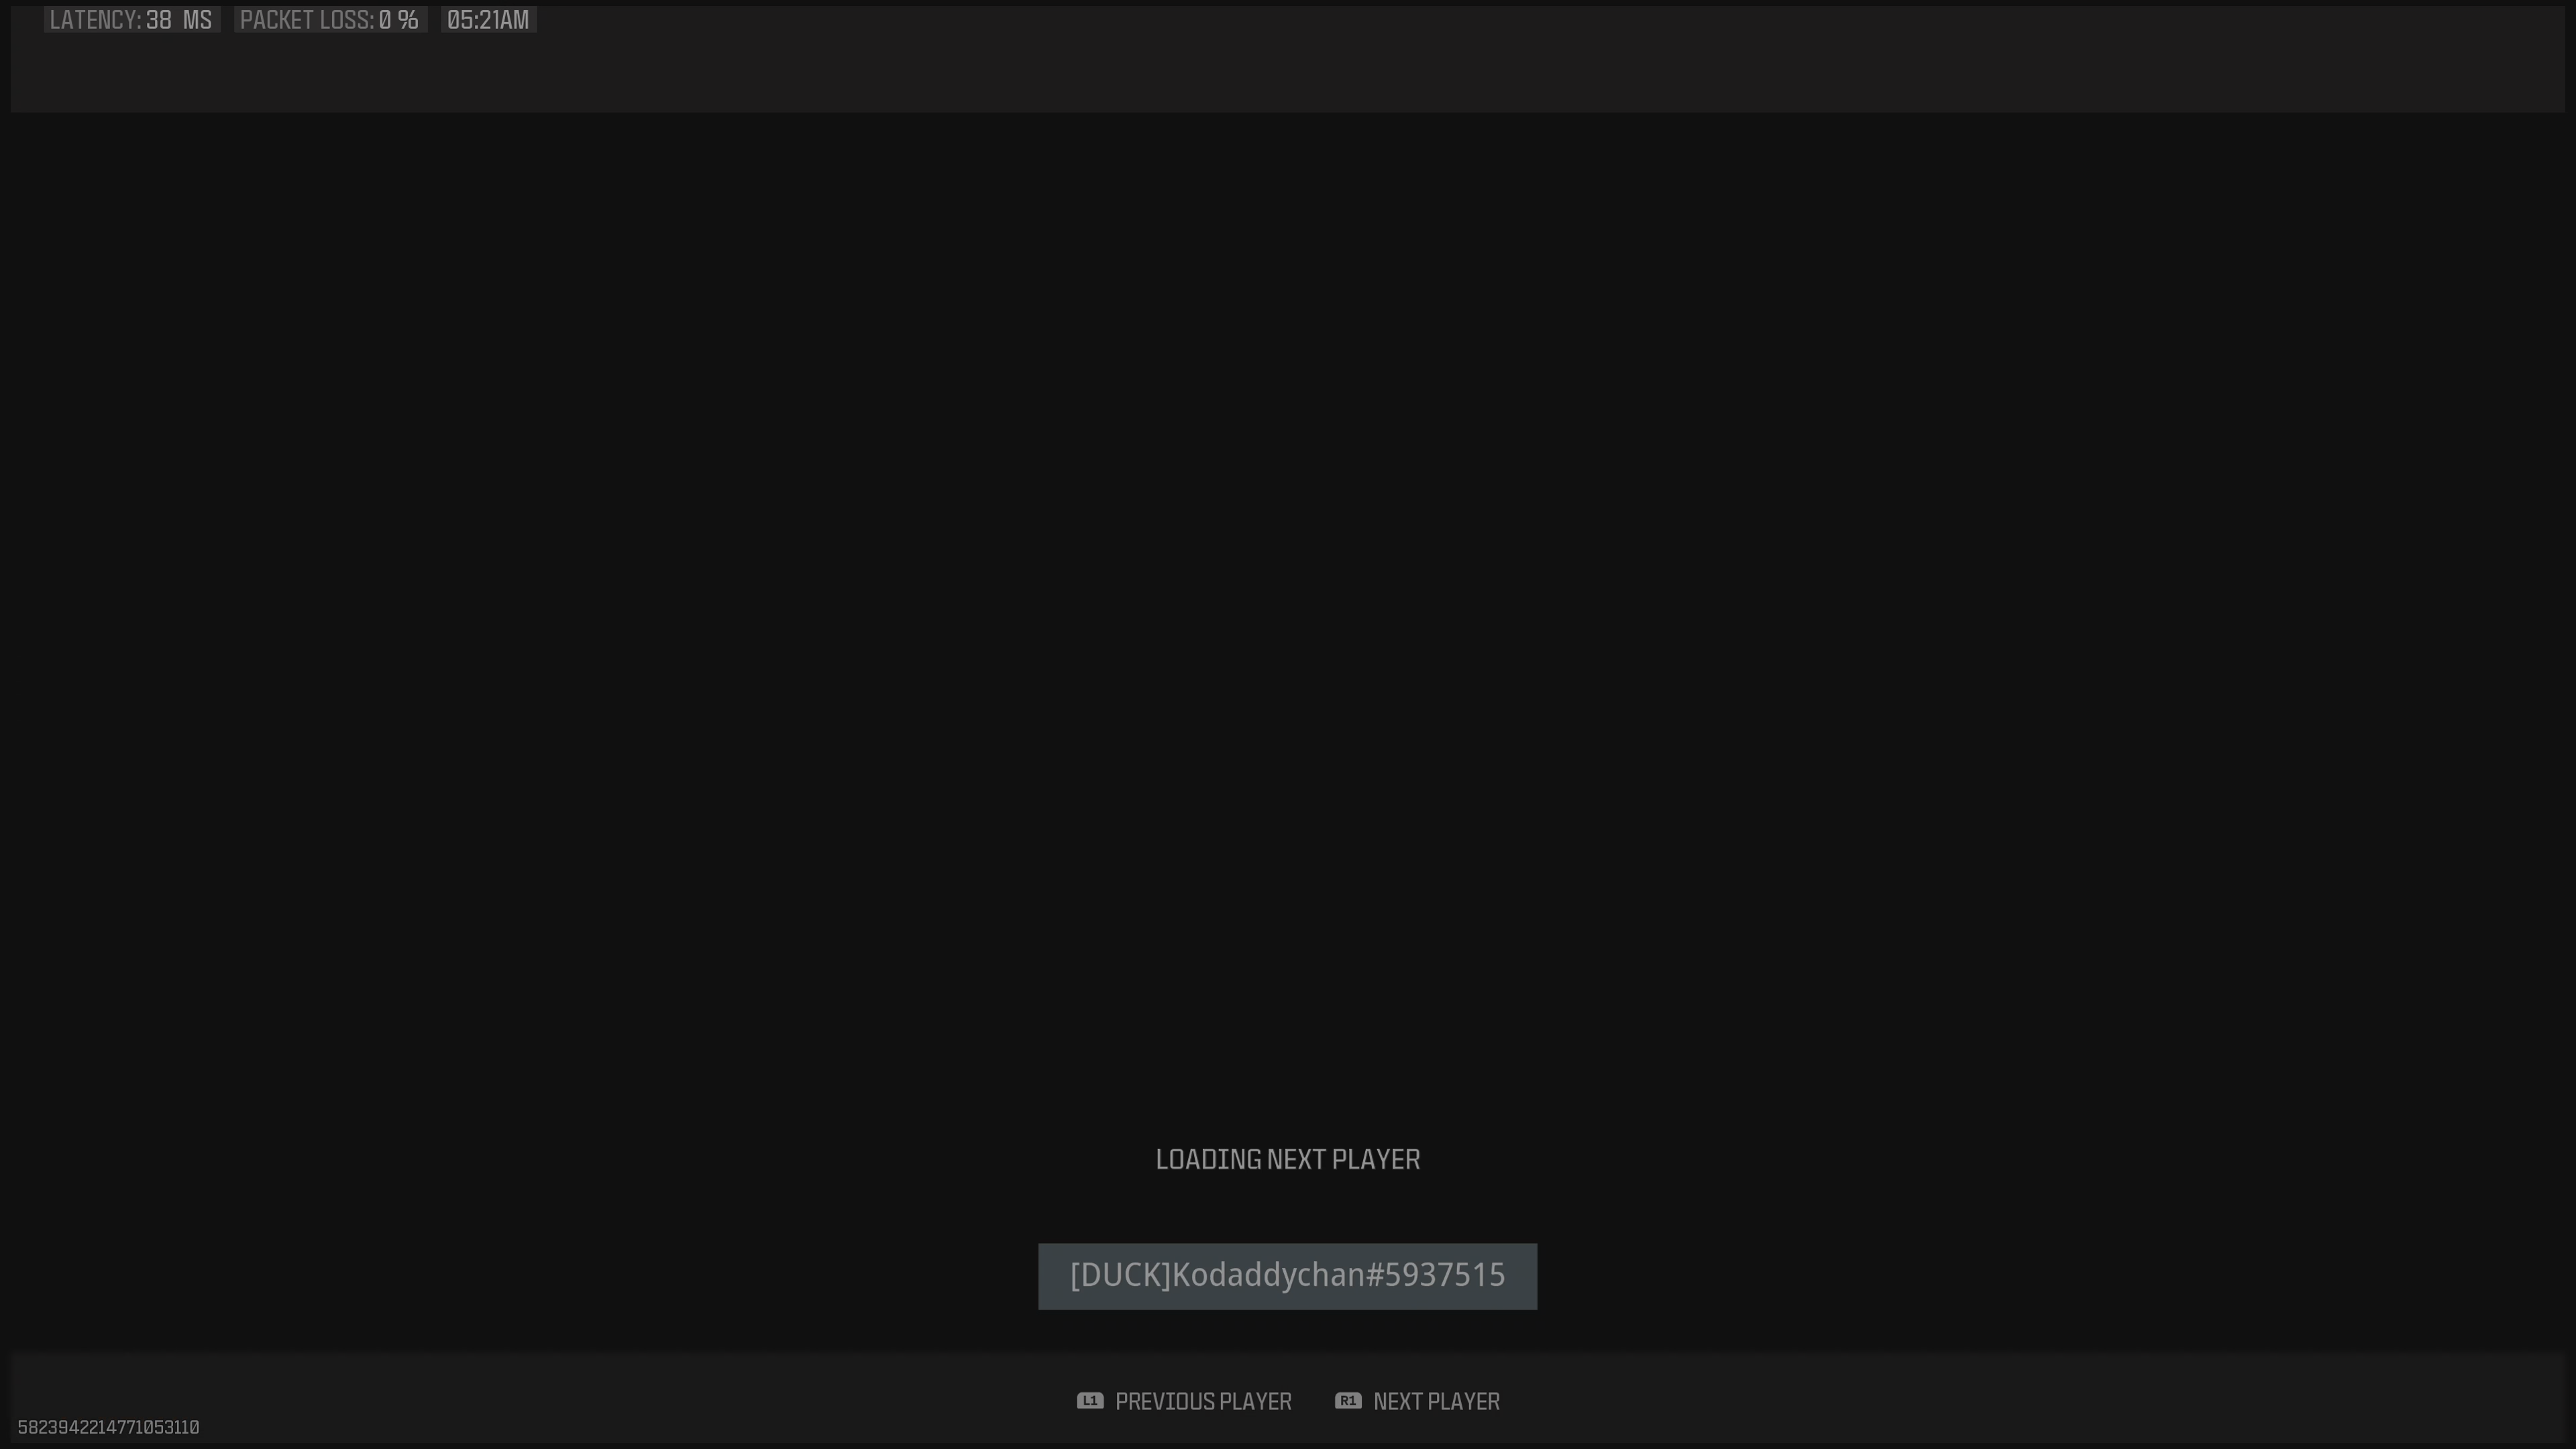 LATENCY: 38 MS PACKET LOSS: 0 % 05:21AM
LOADING NEXT PLAYER
[DUCK]Kodaddychan#5937515
L1 PREVIOUS PLAYER R1 NEXT PLAYER
5823942214771053110